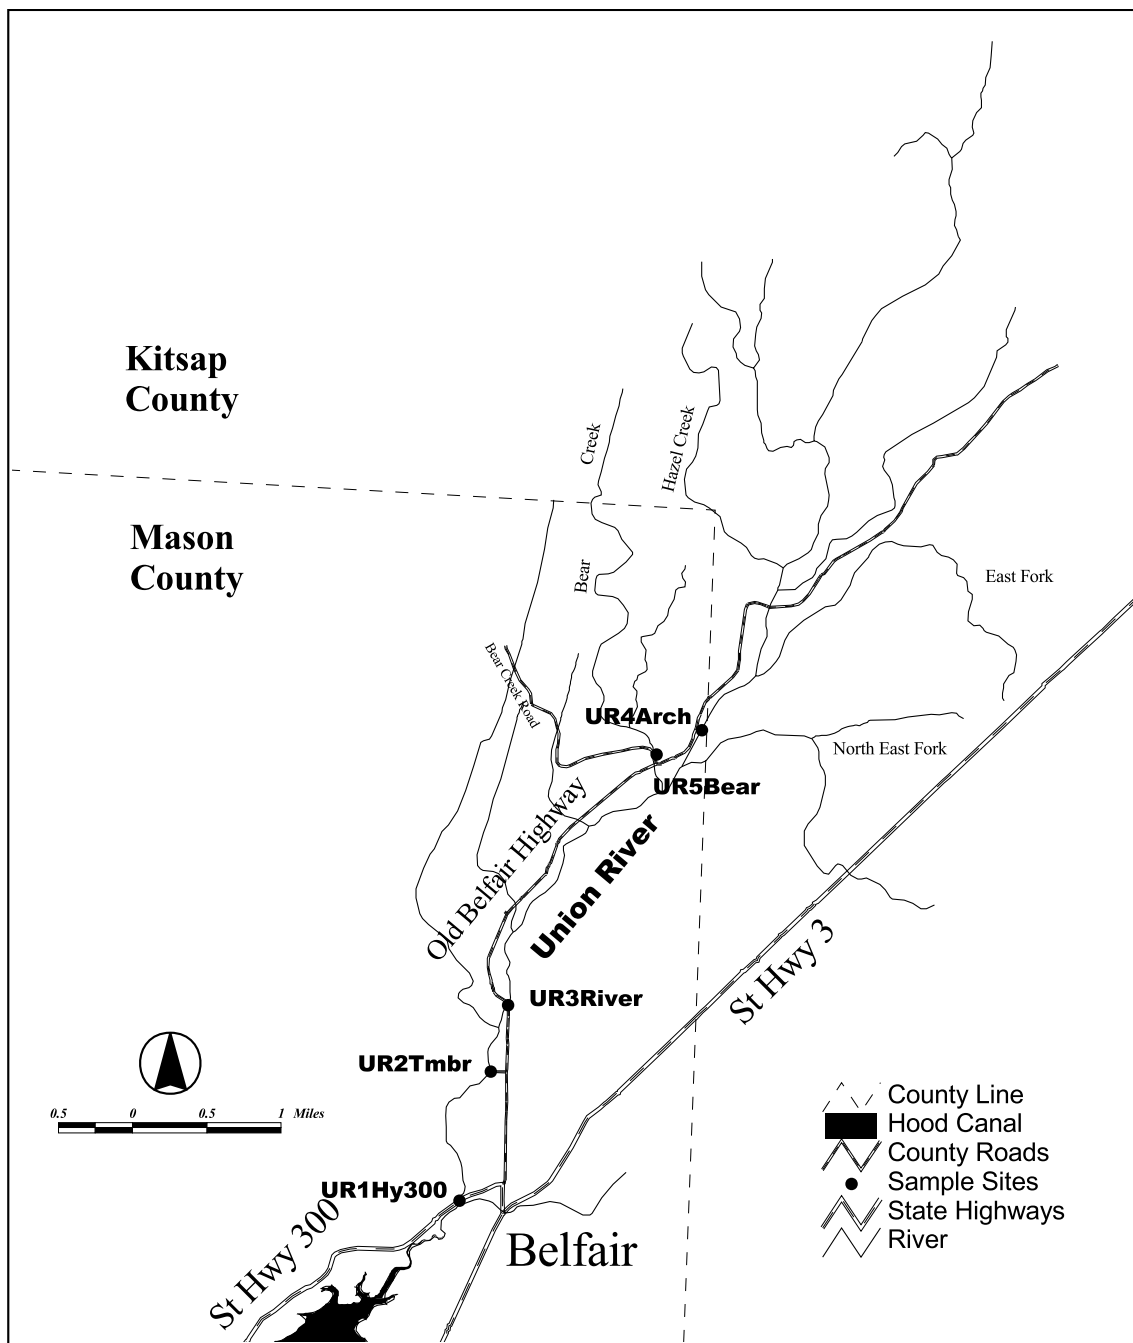 Kitsap
County
Creek
Hazel Creek
Mason
County
Bear
East Fork
Bear Creek Road
UR4Arch
North East Fork
UR5Bear
Old Belfair Highway
Union River
St Hwy 3
UR3River
UR2Tmbr
0.5 0 0.5 1 Miles
UR1Hy300
St Hwy 300
Belfair
County Line
Hood Canal
County Roads
Sample Sites
State Highways
River